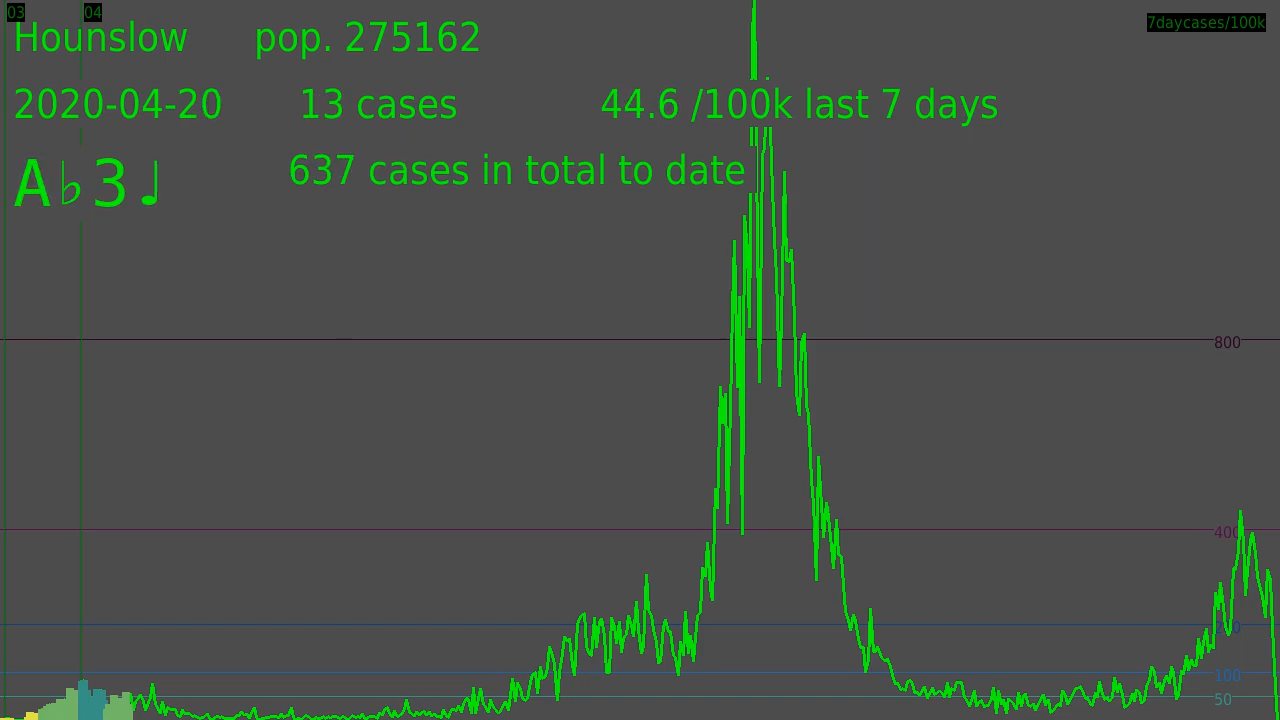 03 04 7daycases/100k
Hounslow pop. 275162
2020-04-20 13 cases 44.6 /100k last 7 days
A♭3♩ 637 cases in total to date
800
400
200
100
50